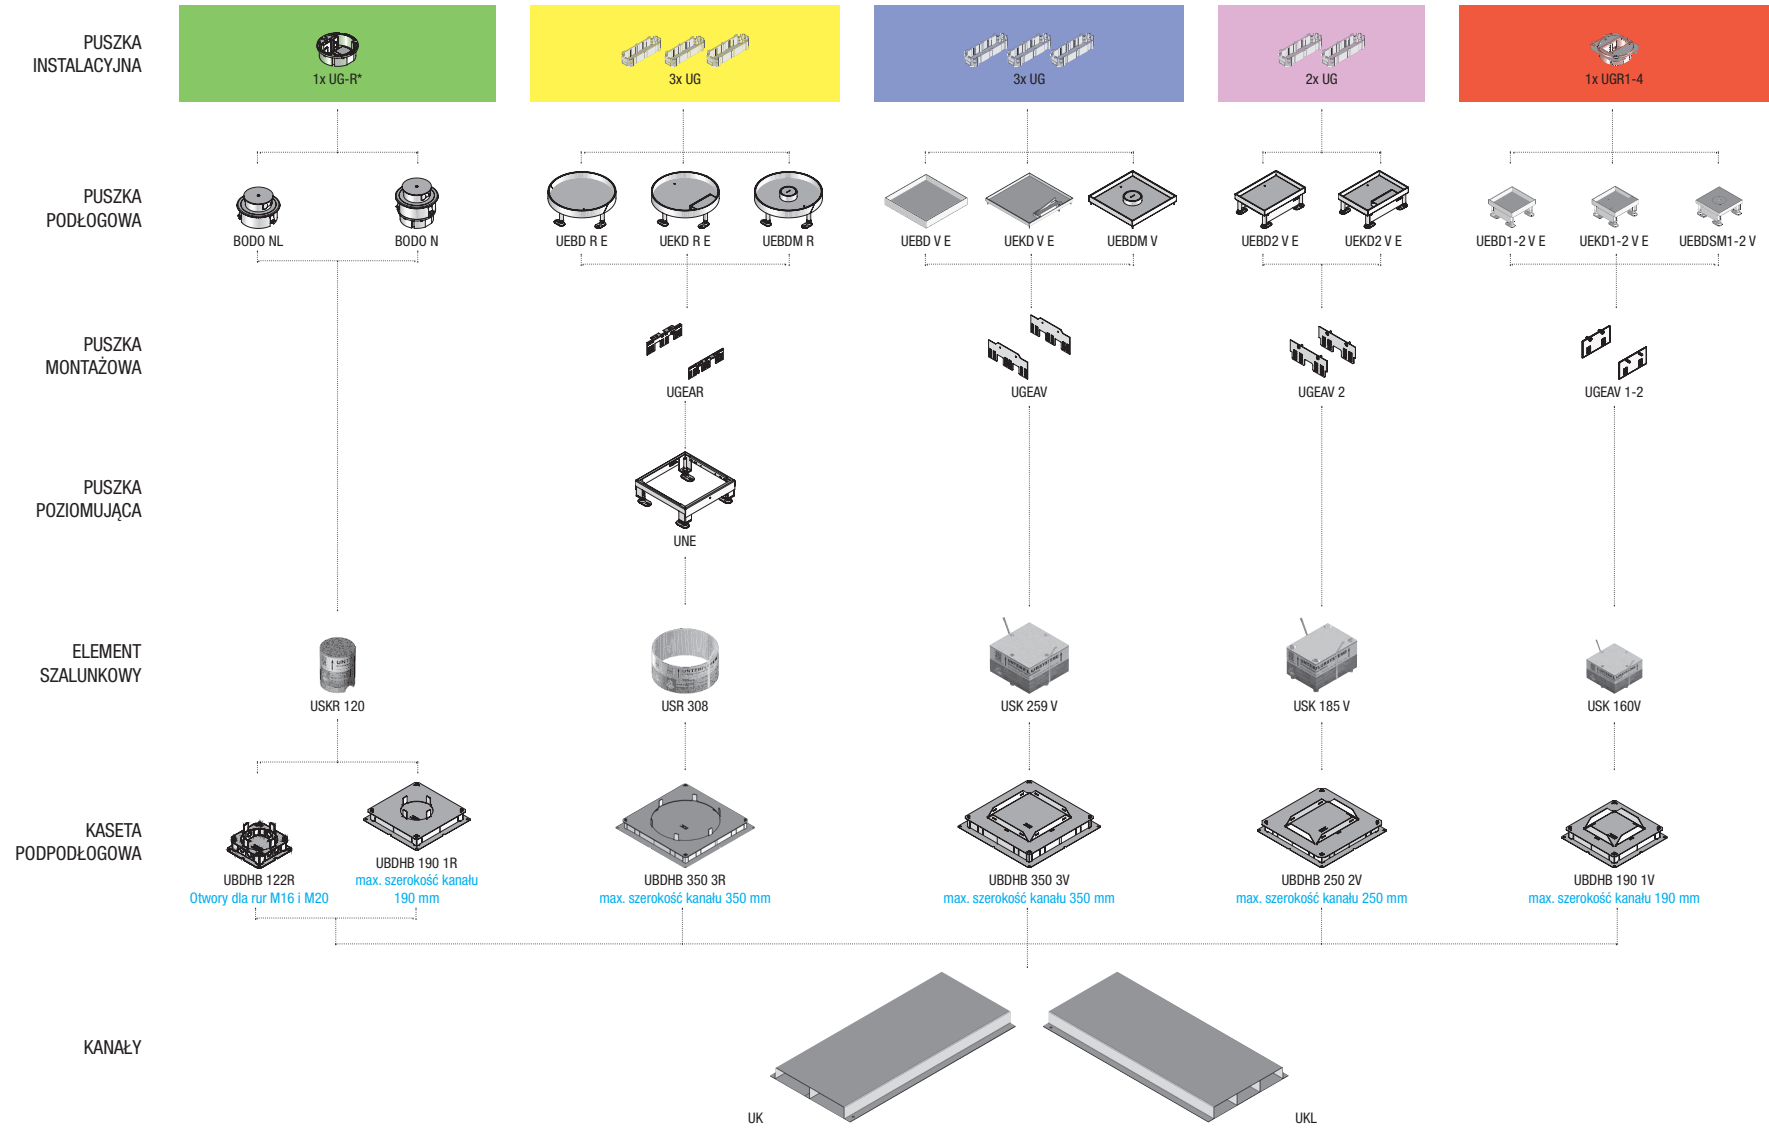 PUSZKA
INSTALACYJNA
1x UG-R*
3x UG
3x UG
2x UG
1x UGR1-4
PUSZKA
PODŁOGOWA
BODO NL
BODO N
UEBD R E
UEKD R E
UEBDM R
UEBD V E
UEKD V E
UEBDM V
UEBD2 V E
UEKD2 V E
UEBD1-2 V E
UEKD1-2 V E
UEBDSM1-2 V
PUSZKA
MONTAŻOWA
UGEAR
UGEAV
UGEAV 2
UGEAV 1-2
PUSZKA
POZIOMUJĄCA
UNE
ELEMENT
SZALUNKOWY
USKR 120
USR 308
USK 259 V
USK 185 V
USK 160V
KASETA
PODPODŁOGOWA
UBDHB 122R
Otwory dla rur M16 i M20
UBDHB 190 1R
max. szerokość kanału
190 mm
UBDHB 350 3R
max. szerokość kanału 350 mm
UBDHB 350 3V
max. szerokość kanału 350 mm
UBDHB 250 2V
max. szerokość kanału 250 mm
UBDHB 190 1V
max. szerokość kanału 190 mm
KANAŁY
UK
UKL